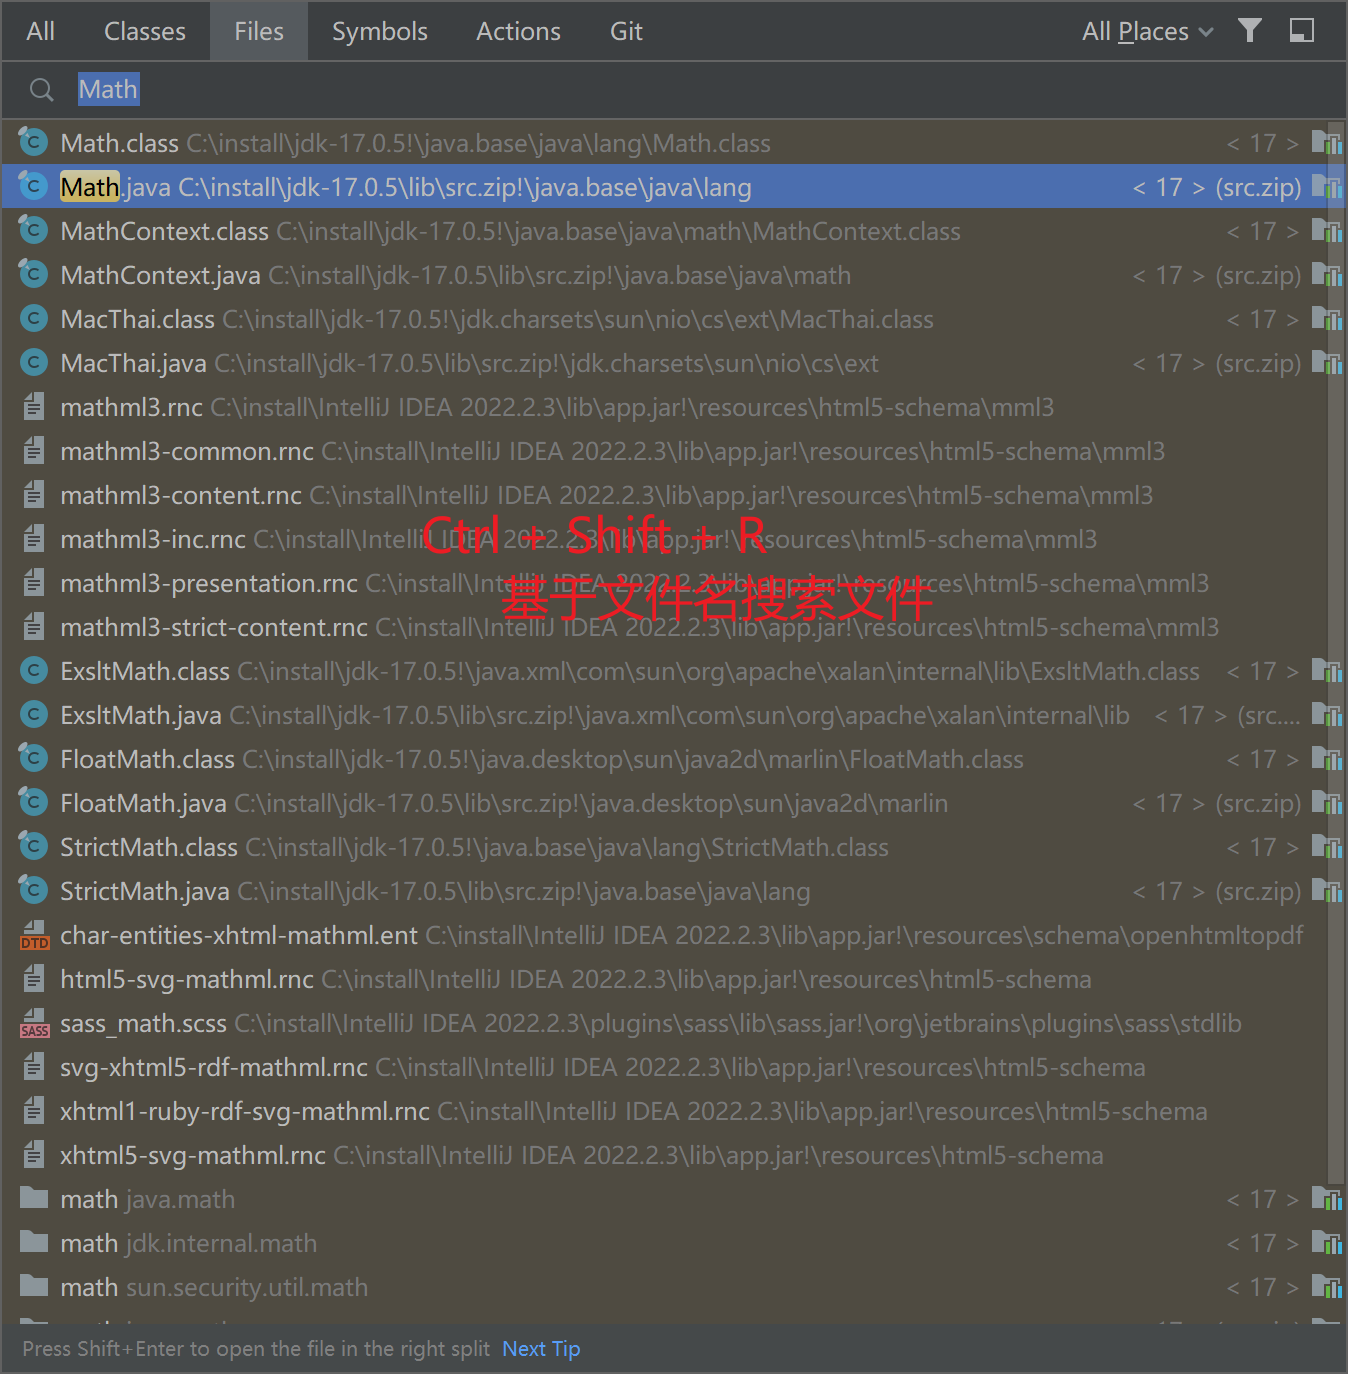 All Classes Files Symbols Actions Git All Places
Math
Math.class C:\install\jdk-17.0.5!\java.base\java\lang\Math.class < 17 >
Math.java C:\install\jdk-17.0.5\lib\src.zip!\java.base\java\lang < 17 > (src.zip)
MathContext.class C:\install\jdk-17.0.5!\java.base\java\math\MathContext.class < 17 >
MathContext.java C:\install\jdk-17.0.5\lib\src.zip!\java.base\java\math < 17 > (src.zip)
MacThai.class C:\install\jdk-17.0.5!\jdk.charsets\sun\nio\cs\ext\MacThai.class < 17 >
MacThai.java C:\install\jdk-17.0.5\lib\src.zip!\jdk.charsets\sun\nio\cs\ext < 17 > (src.zip)
mathml3.rnc C:\install\IntelliJ IDEA 2022.2.3\lib\app.jar!\resources\html5-schema\mml3
mathml3-common.rnc C:\install\IntelliJ IDEA 2022.2.3\lib\app.jar!\resources\html5-schema\mml3
mathml3-content.rnc C:\install\IntelliJ IDEA 2022.2.3\lib\app.jar!\resources\html5-schema\mml3
Ctrl + Shift + R
mathml3-inc.rnc C:\install\IntelliJ IDEA 2022.2.3\lib\app.jar!\resources\html5-schema\mml3
mathml3-presentation.rnc C:\install\IntelliJ IDEA 2022.2.3\lib\app.jar!\resources\html5-schema\mml3
基于文件名搜索文件
mathml3-strict-content.rnc C:\install\IntelliJ IDEA 2022.2.3\lib\app.jar!\resources\html5-schema\mml3
ExsltMath.class C:\install\jdk-17.0.5!\java.xml\com\sun\org\apache\xalan\internal\lib\ExsltMath.class < 17 >
ExsltMath.java C:\install\jdk-17.0.5\lib\src.zip!\java.xml\com\sun\org\apache\xalan\internal\lib < 17 > (src....
FloatMath.class C:\install\jdk-17.0.5!\java.desktop\sun\java2d\marlin\FloatMath.class < 17 >
FloatMath.java C:\install\jdk-17.0.5\lib\src.zip!\java.desktop\sun\java2d\marlin < 17 > (src.zip)
StrictMath.class C:\install\jdk-17.0.5!\java.base\java\lang\StrictMath.class < 17 >
StrictMath.java C:\install\jdk-17.0.5\lib\src.zip!\java.base\java\lang < 17 > (src.zip)
char-entities-xhtml-mathml.ent C:\install\IntelliJ IDEA 2022.2.3\lib\app.jar!\resources\schema\openhtmltopdf
html5-svg-mathml.rnc C:\install\IntelliJ IDEA 2022.2.3\lib\app.jar!\resources\html5-schema
sass_math.scss C:\install\IntelliJ IDEA 2022.2.3\plugins\sass\lib\sass.jar!\org\jetbrains\plugins\sass\stdlib
svg-xhtml5-rdf-mathml.rnc C:\install\IntelliJ IDEA 2022.2.3\lib\app.jar!\resources\html5-schema
xhtml1-ruby-rdf-svg-mathml.rnc C:\install\IntelliJ IDEA 2022.2.3\lib\app.jar!\resources\html5-schema
xhtml5-svg-mathml.rnc C:\install\IntelliJ IDEA 2022.2.3\lib\app.jar!\resources\html5-schema
math java.math < 17 >
math jdk.internal.math < 17 >
math sun.security.util.math < 17 >
Press Shift+Enter to open the file in the right split Next Tip